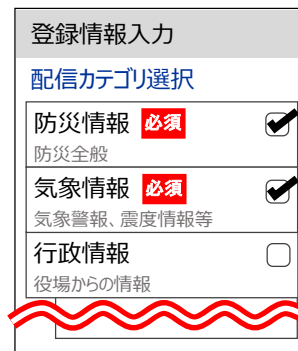 登録情報入力
配信カテゴリ選択
防災情報 必須
防災全般
気象情報 必須
気象警報、震度情報等
行政情報
役場からの情報